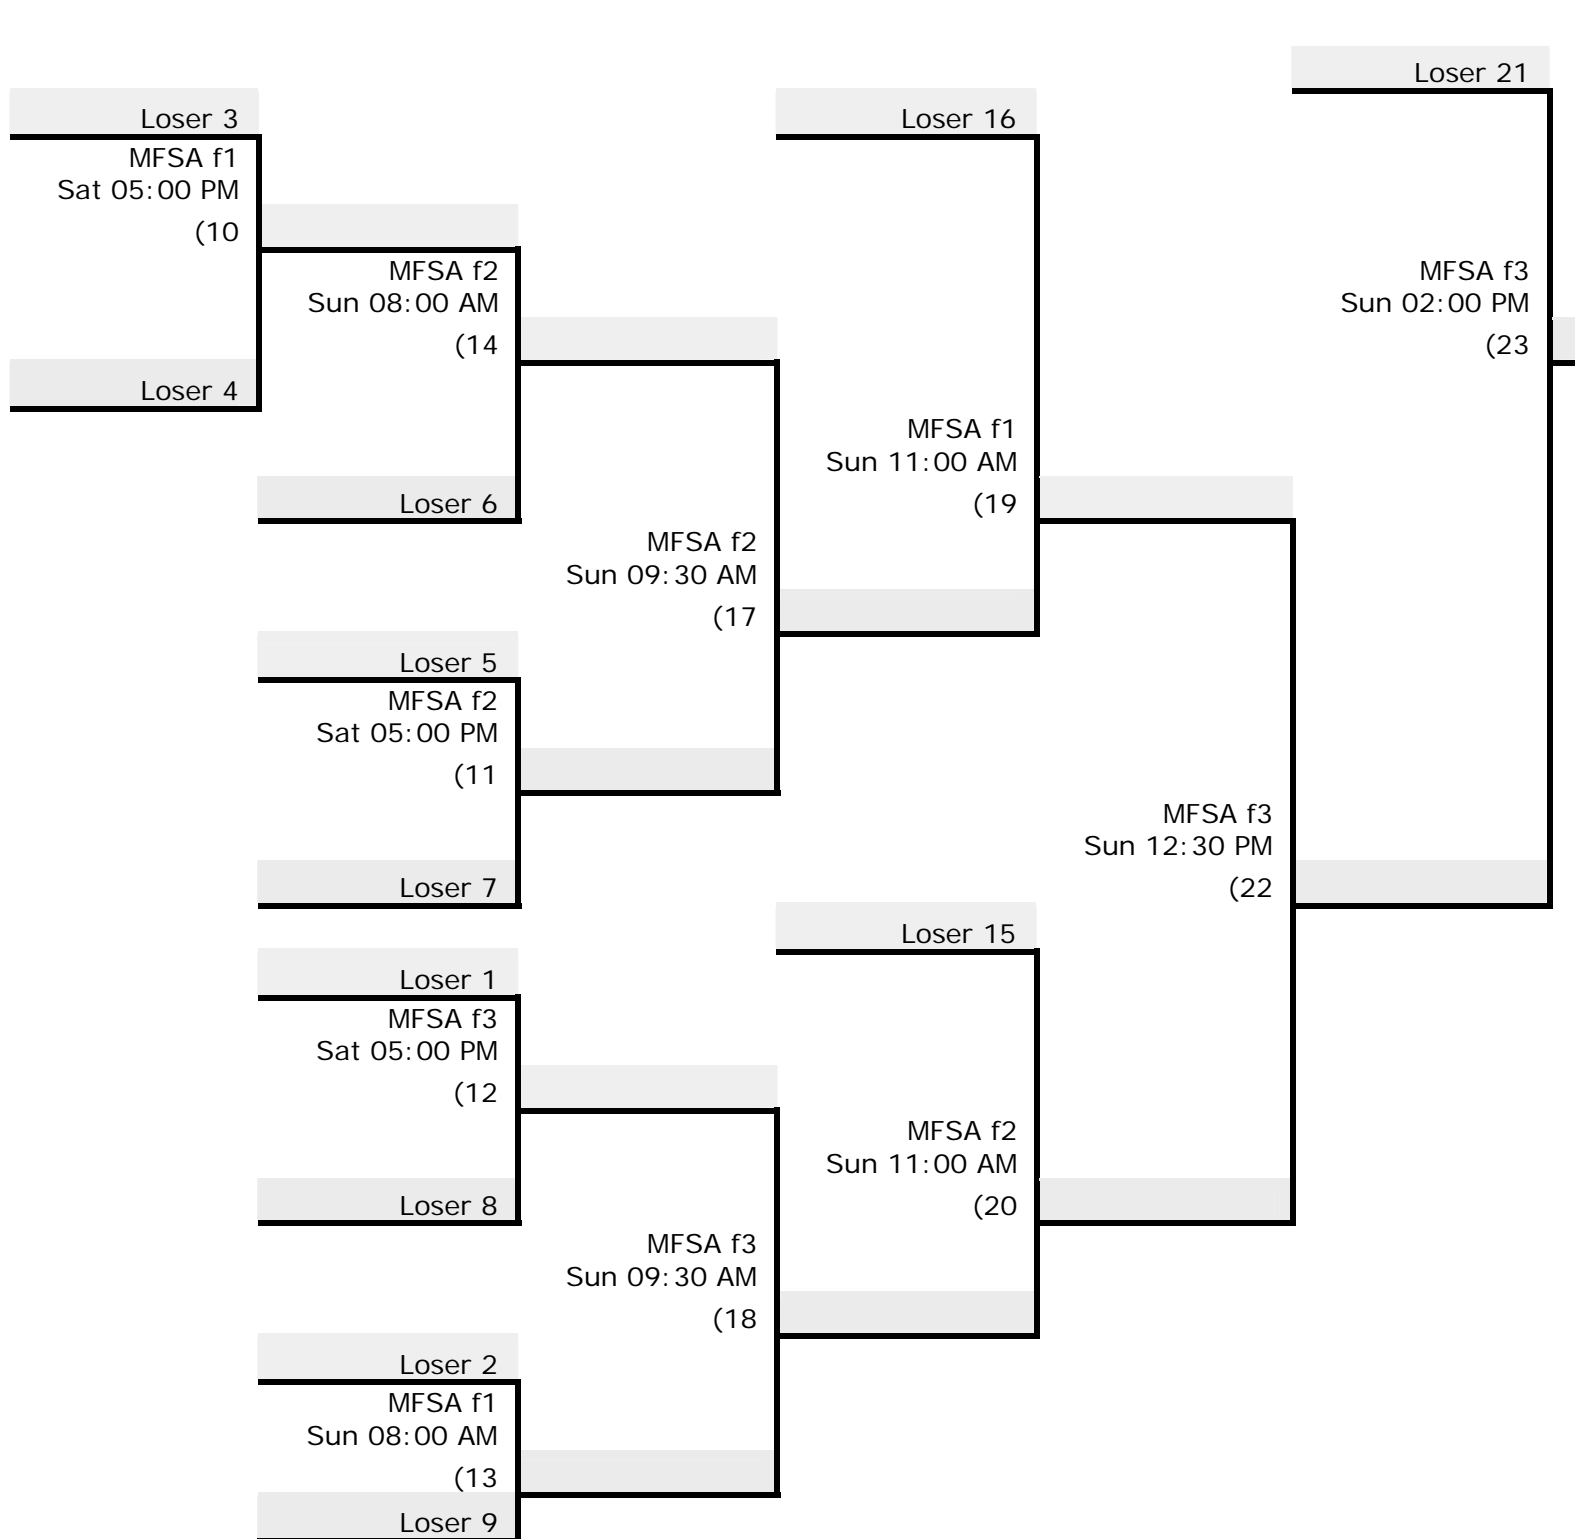 Loser 21
Loser 3
Loser 16
MFSA f1
Sat 05:00 PM
(10
MFSA f2
Sun 08:00 AM
(14
MFSA f3
Sun 02:00 PM
(23
Loser 4
MFSA f1
Sun 11:00 AM
(19
Loser 6
MFSA f2
Sun 09:30 AM
(17
Loser 5
MFSA f2
Sat 05:00 PM
(11
MFSA f3
Sun 12:30 PM
(22
Loser 7
Loser 15
Loser 1
MFSA f3
Sat 05:00 PM
(12
MFSA f2
Sun 11:00 AM
(20
Loser 8
MFSA f3
Sun 09:30 AM
(18
Loser 2
MFSA f1
Sun 08:00 AM
(13
Loser 9